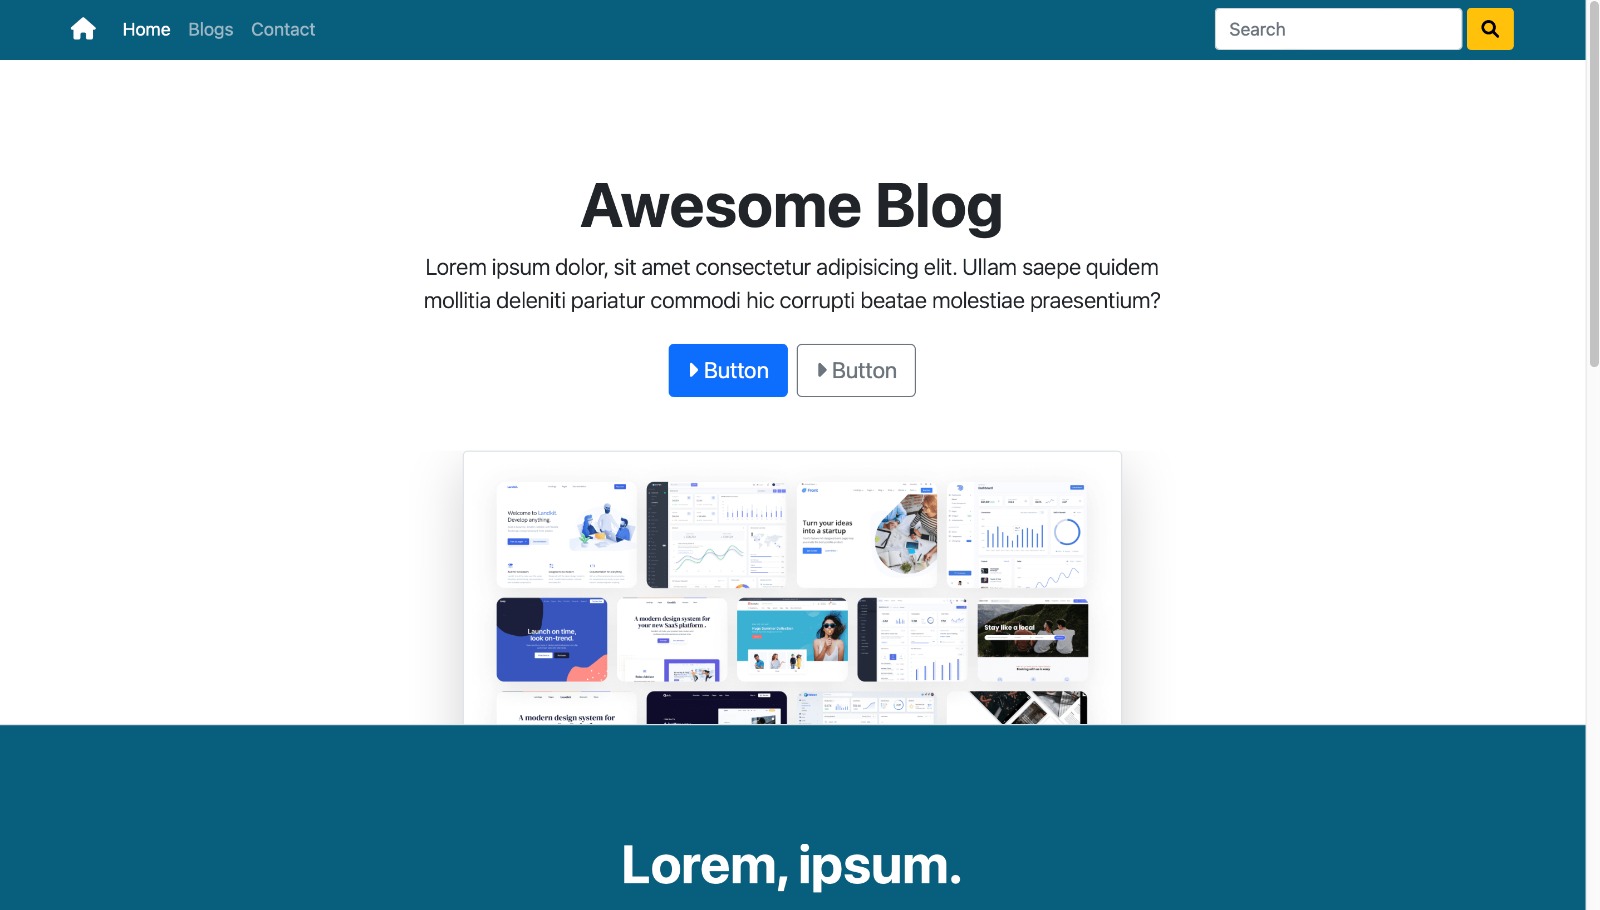 Home Blogs Contact Search
Awesome Blog
Lorem ipsum dolor, sit amet consectetur adipisicing elit. Ullam saepe quidem
mollitia deleniti pariatur commodi hic corrupti beatae molestiae praesentium?
Button Button
Welcome to Landkit
Develop anything.
Turn your ideas
into a startup
Launch on time,
look on-trend.
A modern design system for
your new SaaS platform .
Stay like a local
A modern design system for
Lorem, ipsum.